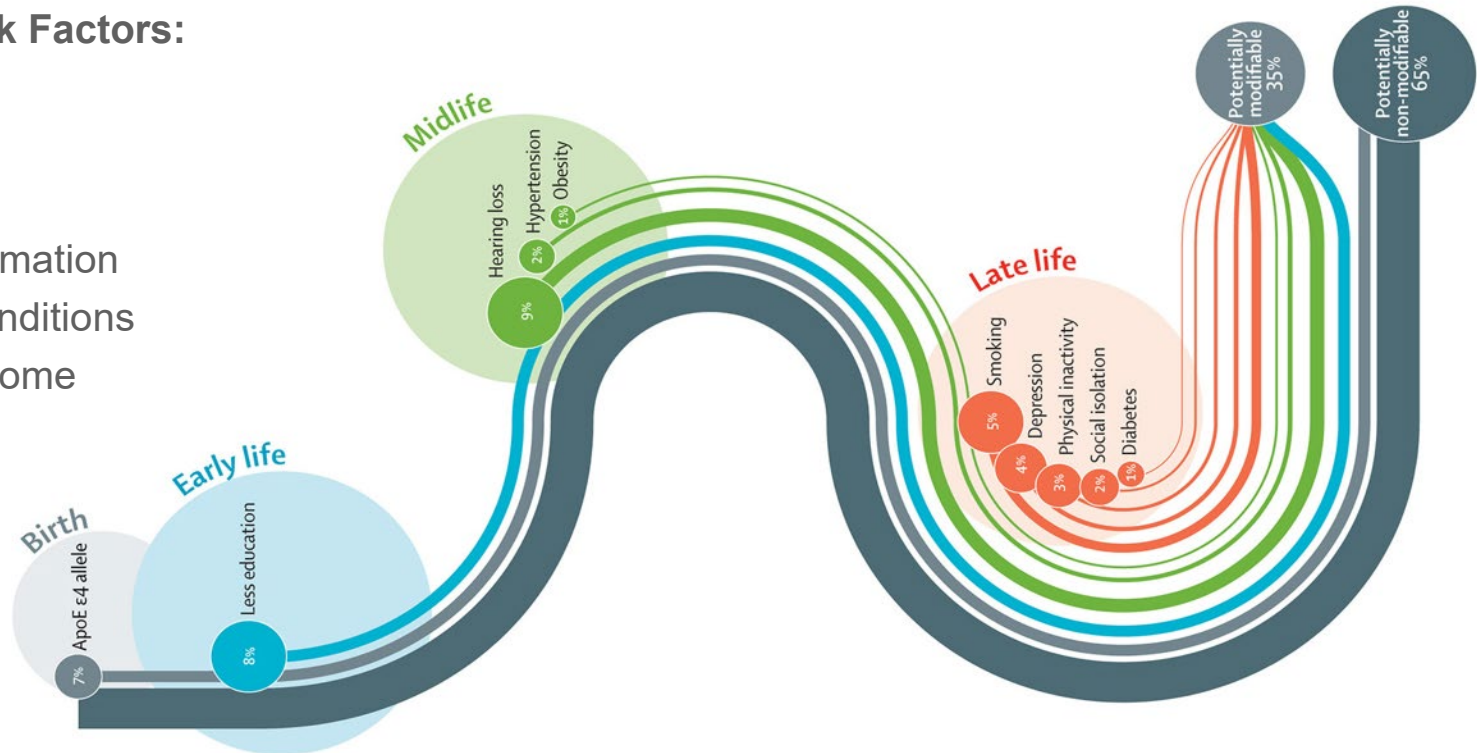 k Factors:
mation
nditions
ome
Birth
ApoE ε4 allele
7%
Early life
Less education
8%
Midlife
Hearing loss
9%
Hypertension
2%
Obesity
1%
Late life
Smoking
5%
Depression
4%
Physical inactivity
3%
Social isolation
2%
Diabetes
1%
Potentially
modifiable
35%
Potentially
non-modifiable
65%